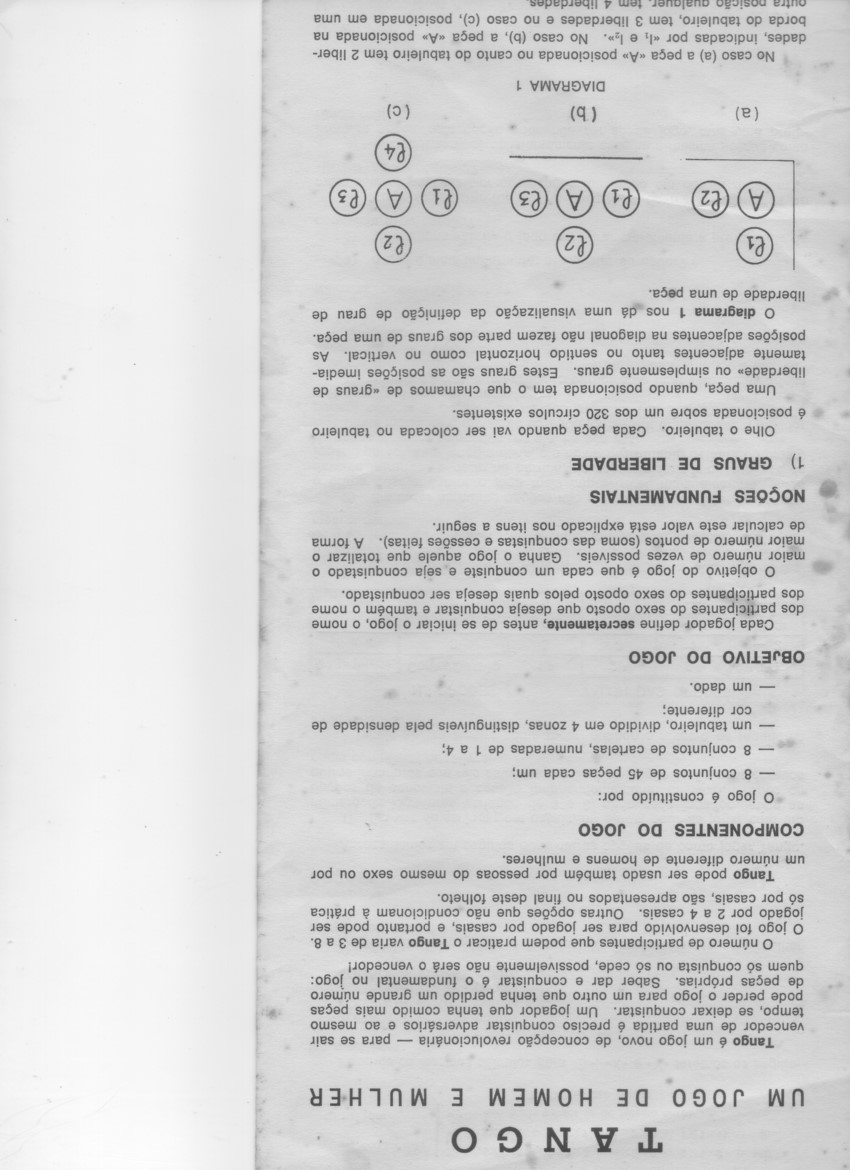 TANGO
UM JOGO DE HOMEM E MULHER
Tango é um jogo novo, de concepção revolucionária — para se sair
vencedor de uma partida é preciso conquistar adversários e ao mesmo
tempo, se deixar conquistar. Um jogador que tenha comido mais peças
pode perder o jogo para um outro que tenha perdido um grande número
de peças próprias. Saber dar e conquistar é o fundamental no jogo:
quem só conquista ou só cede, possivelmente não será o vencedor!
O número de participantes que podem praticar o Tango varia de 3 a 8.
O jogo foi desenvolvido para ser jogado por casais, e portanto pode ser
jogado por 2 a 4 casais. Outras opções que não condicionam à prática
só por casais, são apresentados no final deste folheto.
Tango pode ser usado também por pessoas do mesmo sexo ou por
um número diferente de homens e mulheres.
COMPONENTES DO JOGO
O jogo é constituído por:
— 8 conjuntos de 45 peças cada um;
— 8 conjuntos de cartelas, numeradas de 1 a 4;
— um tabuleiro, dividido em 4 zonas, distinguíveis pela densidade de
cor diferente;
— um dado.
OBJETIVO DO JOGO
Cada jogador define secretamente, antes de se iniciar o jogo, o nome
dos participantes do sexo oposto que deseja conquistar e também o nome
dos participantes do sexo oposto pelos quais deseja ser conquistado.
O objetivo do jogo é que cada um conquiste e seja conquistado o
maior número de vezes possíveis. Ganha o jogo aquele que totalizar o
maior número de pontos (soma das conquistas e cessões feitas). A forma
de calcular este valor está explicado nos itens a seguir.
NOÇÕES FUNDAMENTAIS
1) GRAUS DE LIBERDADE
Olhe o tabuleiro. Cada peça quando vai ser colocada no tabuleiro
é posicionada sobre um dos 320 círculos existentes.
Uma peça, quando posicionada tem o que chamamos de «graus de
liberdade» ou simplesmente graus. Estes graus são as posições imedia-
tamente adjacentes tanto no sentido horizontal como no vertical. As
posições adjacentes na diagonal não fazem parte dos graus de uma peça.
O diagrama 1 nos dá uma visualização da definição de grau de
liberdade de uma peça.
ℓ1 ℓ2 ℓ2
A ℓ2 ℓ1 A ℓ3 ℓ1 A ℓ3
ℓ4
(a) (b) (c)
DIAGRAMA 1
No caso (a) a peça «A» posicionada no canto do tabuleiro tem 2 liber-
dades, indicadas por «l₁ e l₂». No caso (b), a peça «A» posicionada na
borda do tabuleiro, tem 3 liberdades e no caso (c), posicionada em uma
outra posição qualquer, tem 4 liberdades.